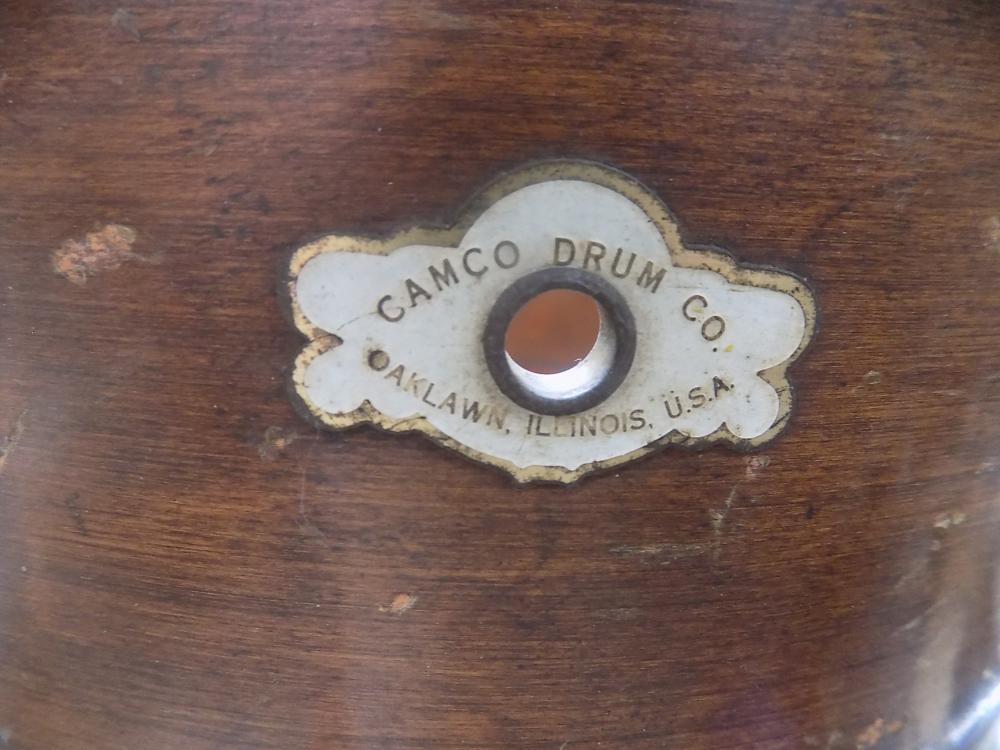 CAMCO DRUM CO.
OAKLAWN, ILLINOIS, U.S.A.